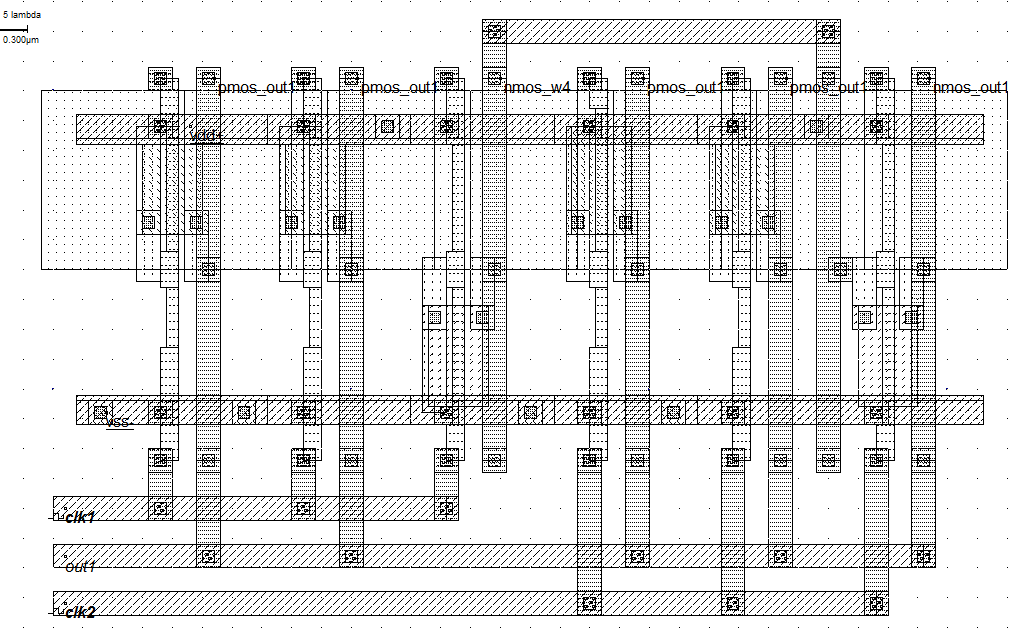 5 lambda
0.300µm
pmos_out1
pmos_out1
nmos_w4
pmos_out1
pmos_out1
nmos_out1
vdd+
vss-
clk1
out1
clk2